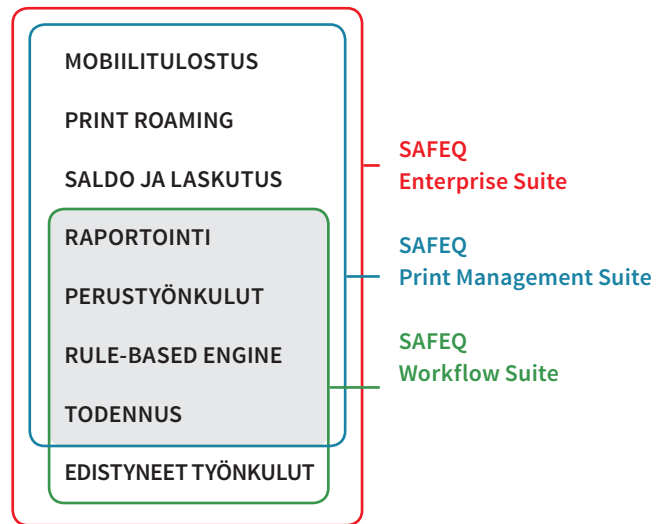 MOBIILITULOSTUS
PRINT ROAMING
SALDO JA LASKUTUS
RAPORTOINTI
PERUSTYÖNKULUT
RULE-BASED ENGINE
TODENNUS
EDISTYNEET TYÖNKULUT
SAFEQ
Enterprise Suite
SAFEQ
Print Management Suite
SAFEQ
Workflow Suite